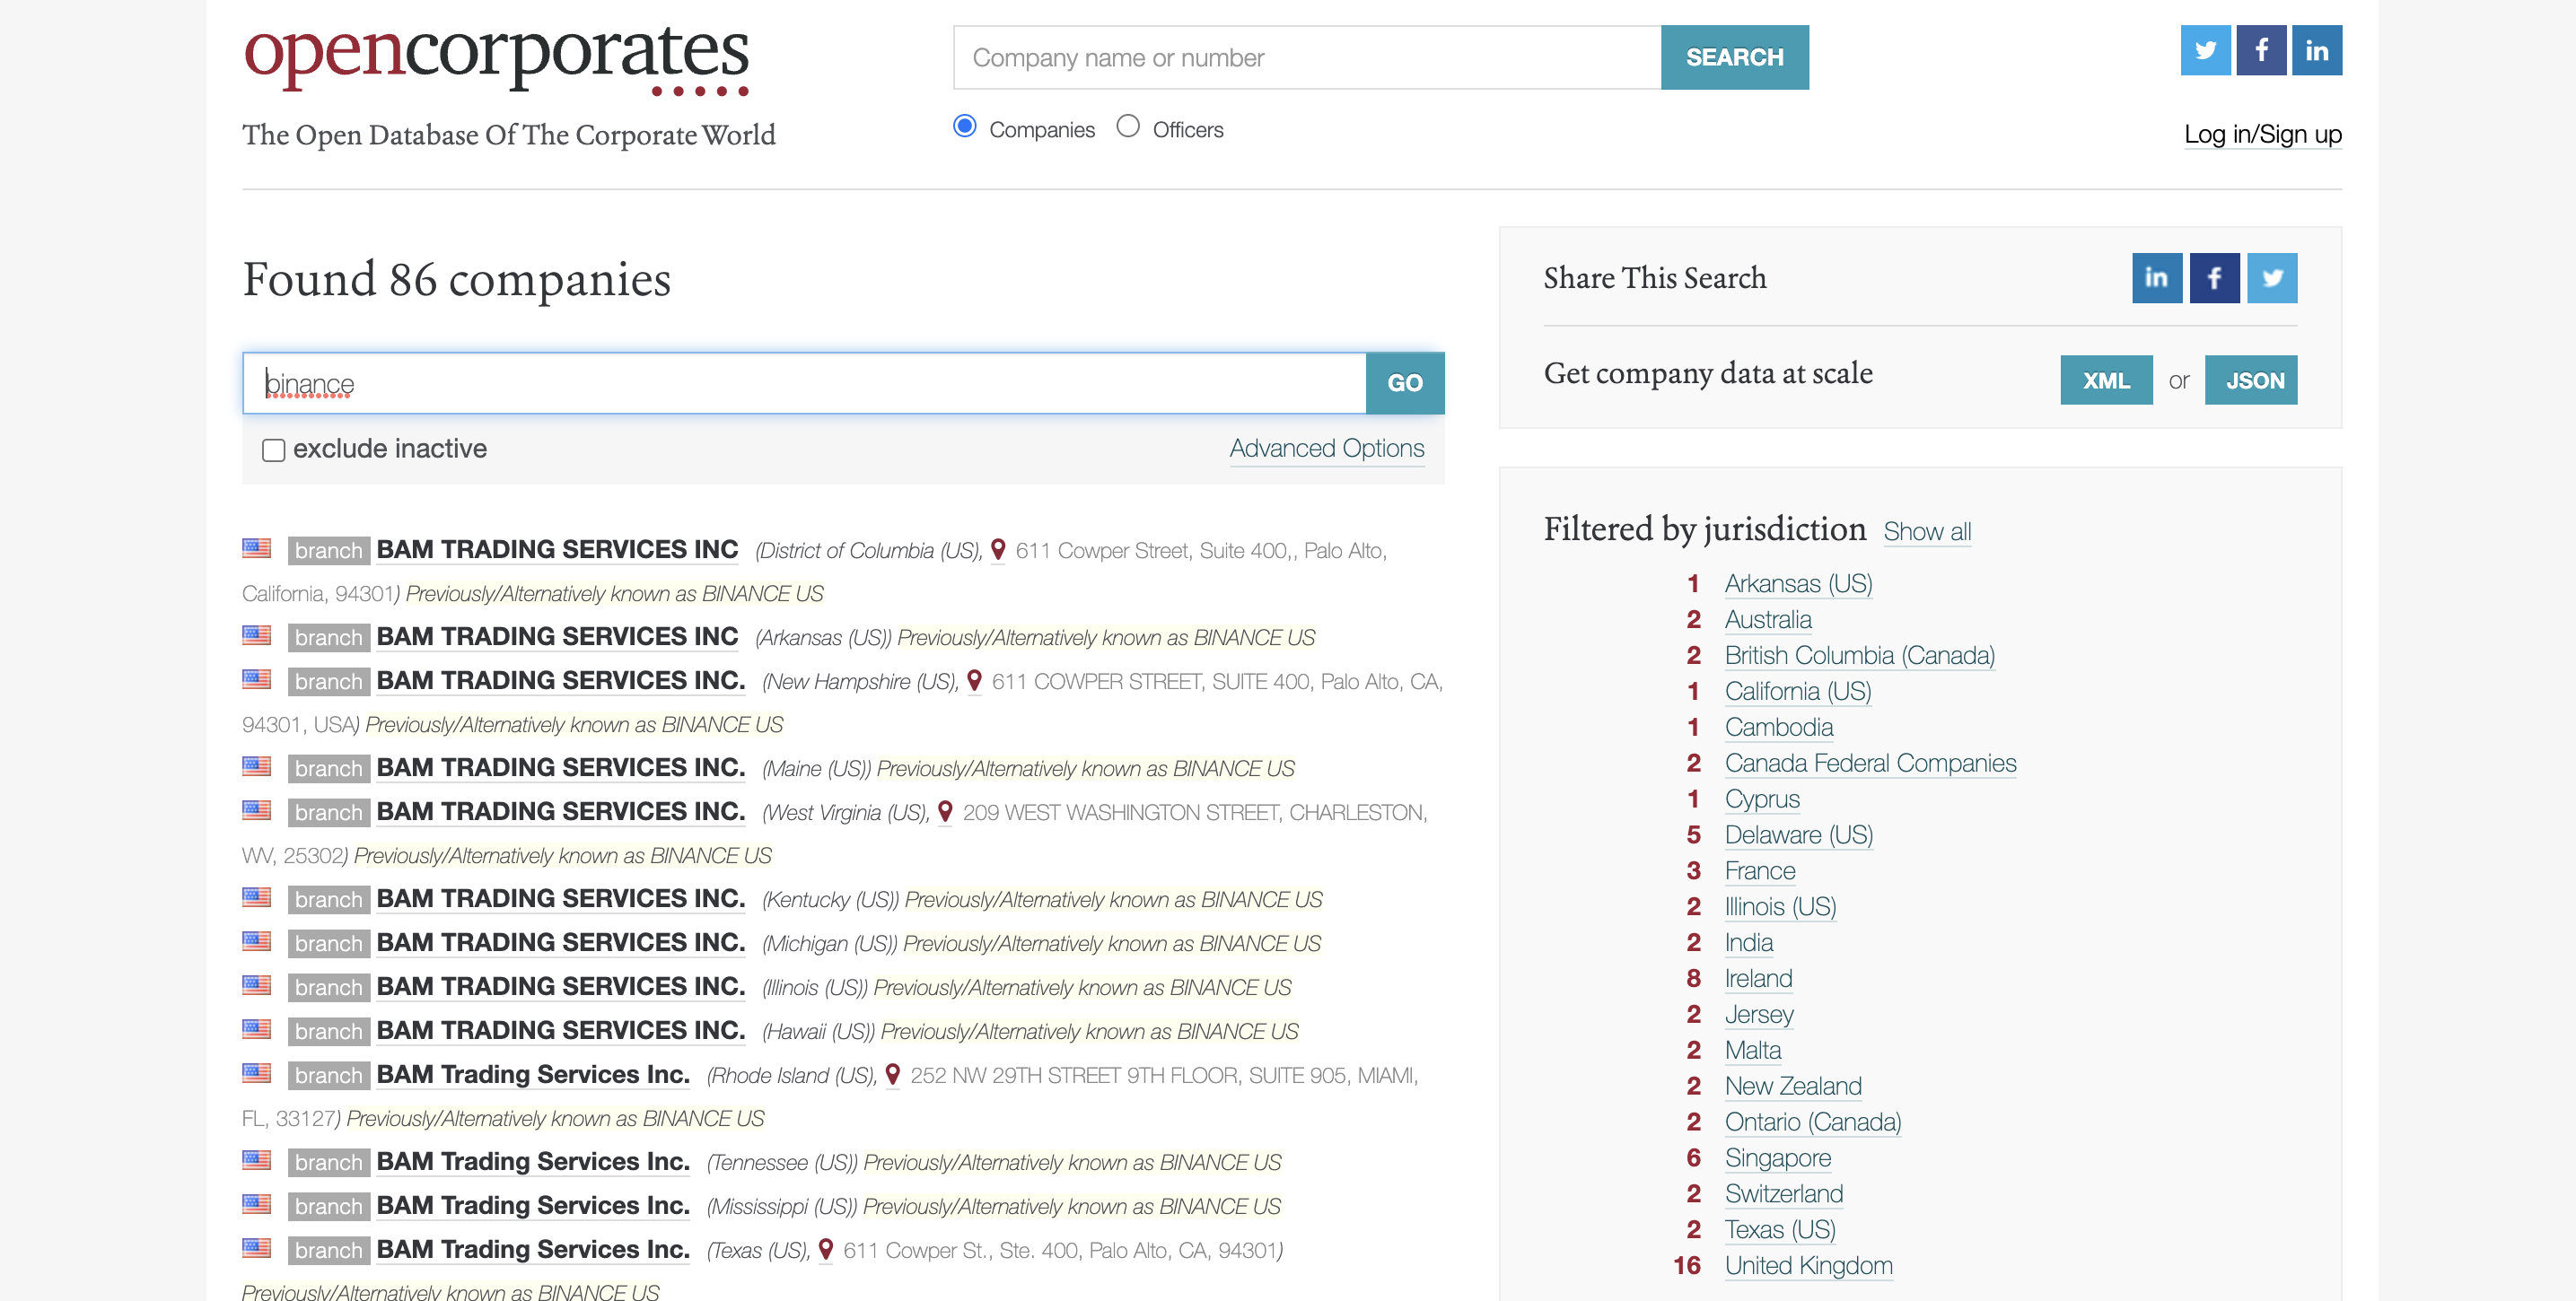 opencorporates
The Open Database Of The Corporate World
Company name or number
SEARCH
Companies Officers
Log in/Sign up
Found 86 companies
binance
GO
exclude inactive
Advanced Options
branch BAM TRADING SERVICES INC (District of Columbia (US), 611 Cowper Street, Suite 400,, Palo Alto,
California, 94301) Previously/Alternatively known as BINANCE US
branch BAM TRADING SERVICES INC (Arkansas (US)) Previously/Alternatively known as BINANCE US
branch BAM TRADING SERVICES INC. (New Hampshire (US), 611 COWPER STREET, SUITE 400, Palo Alto, CA,
94301, USA) Previously/Alternatively known as BINANCE US
branch BAM TRADING SERVICES INC. (Maine (US)) Previously/Alternatively known as BINANCE US
branch BAM TRADING SERVICES INC. (West Virginia (US), 209 WEST WASHINGTON STREET, CHARLESTON,
WV, 25302) Previously/Alternatively known as BINANCE US
branch BAM TRADING SERVICES INC. (Kentucky (US)) Previously/Alternatively known as BINANCE US
branch BAM TRADING SERVICES INC. (Michigan (US)) Previously/Alternatively known as BINANCE US
branch BAM TRADING SERVICES INC. (Illinois (US)) Previously/Alternatively known as BINANCE US
branch BAM TRADING SERVICES INC. (Hawaii (US)) Previously/Alternatively known as BINANCE US
branch BAM Trading Services Inc. (Rhode Island (US), 252 NW 29TH STREET 9TH FLOOR, SUITE 905, MIAMI,
FL, 33127) Previously/Alternatively known as BINANCE US
branch BAM Trading Services Inc. (Tennessee (US)) Previously/Alternatively known as BINANCE US
branch BAM Trading Services Inc. (Mississippi (US)) Previously/Alternatively known as BINANCE US
branch BAM Trading Services Inc. (Texas (US), 611 Cowper St., Ste. 400, Palo Alto, CA, 94301)
Previously/Alternatively known as BINANCE US
Share This Search
Get company data at scale
XML or JSON
Filtered by jurisdiction Show all
1 Arkansas (US)
2 Australia
2 British Columbia (Canada)
1 California (US)
1 Cambodia
2 Canada Federal Companies
1 Cyprus
5 Delaware (US)
3 France
2 Illinois (US)
2 India
8 Ireland
2 Jersey
2 Malta
2 New Zealand
2 Ontario (Canada)
6 Singapore
2 Switzerland
2 Texas (US)
16 United Kingdom